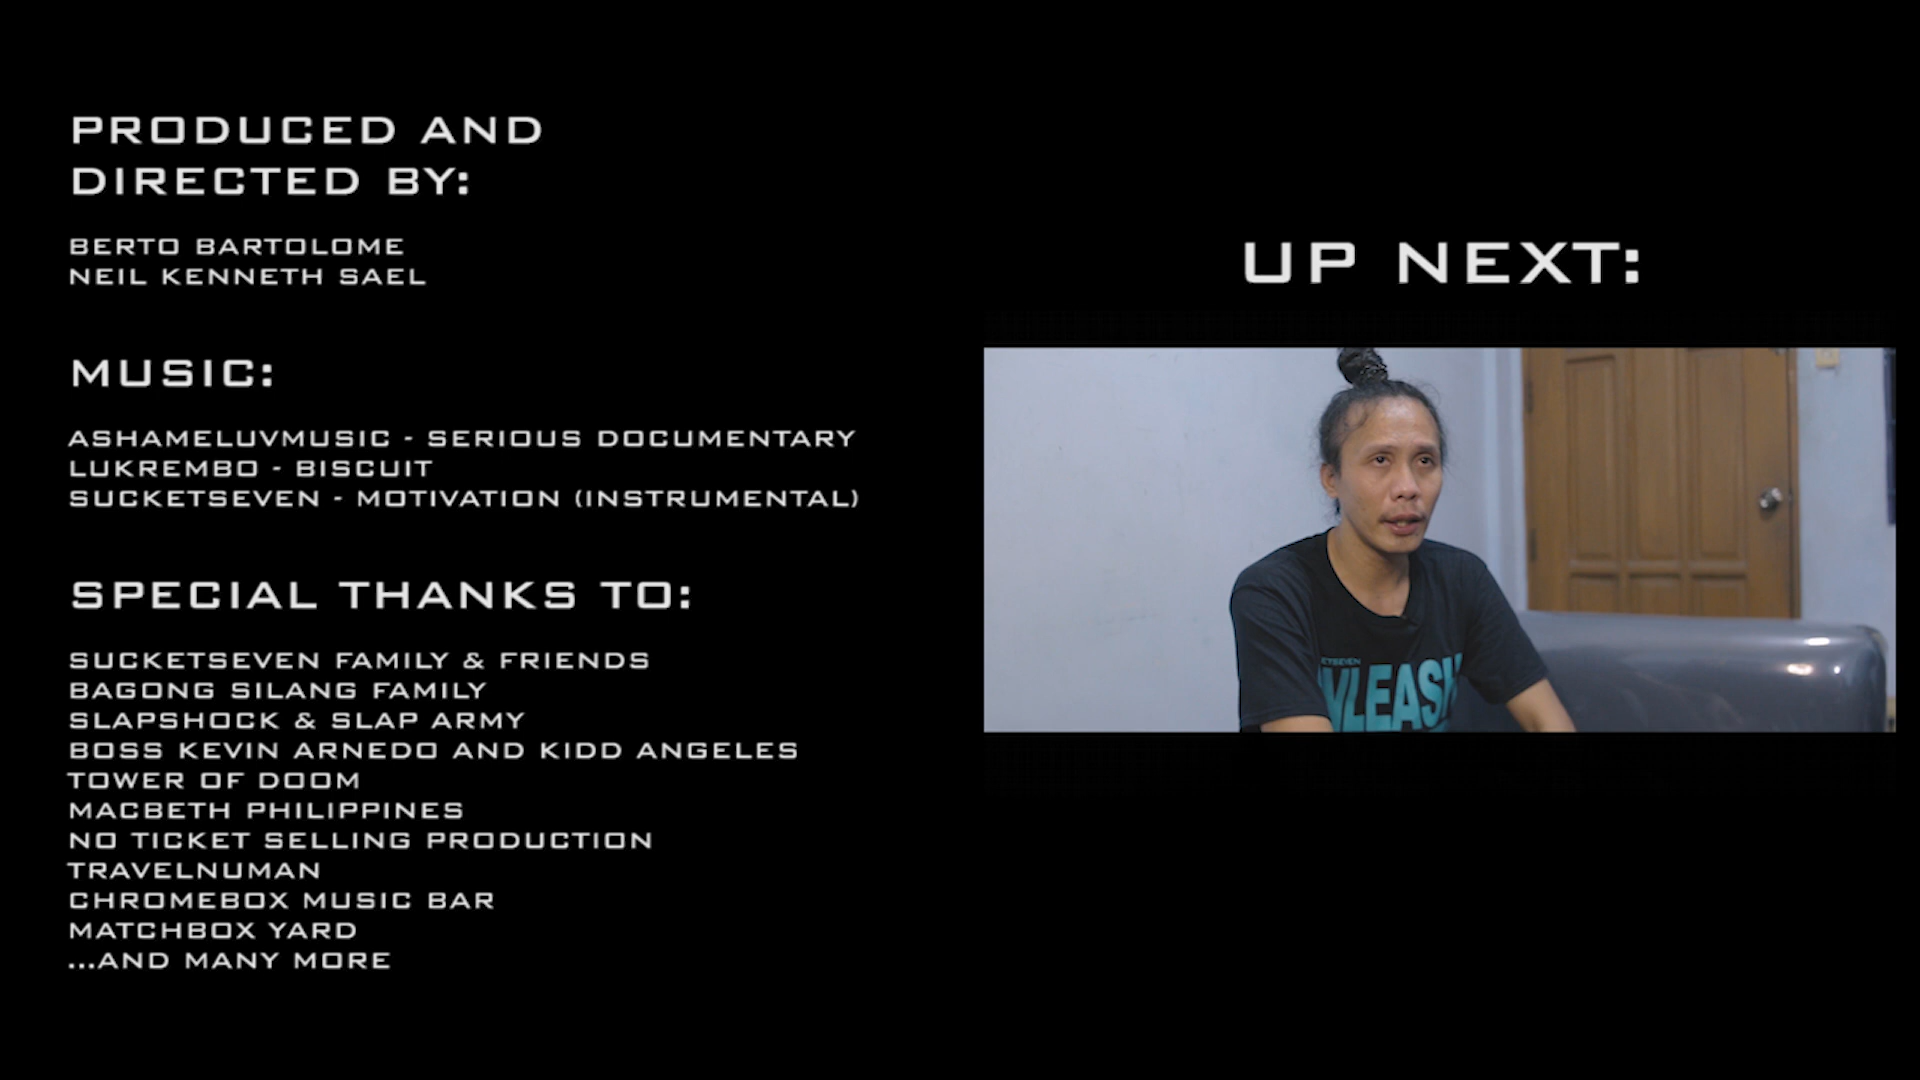 PRODUCED AND
DIRECTED BY:
BERTO BARTOLOME
NEIL KENNETH SAEL
MUSIC:
ASHAMELUVMUSIC - SERIOUS DOCUMENTARY
LUKREMBO - BISCUIT
SUCKETSEVEN - MOTIVATION (INSTRUMENTAL)
SPECIAL THANKS TO:
SUCKETSEVEN FAMILY & FRIENDS
BAGONG SILANG FAMILY
SLAPSHOCK & SLAP ARMY
BOSS KEVIN ARNEDO AND KIDD ANGELES
TOWER OF DOOM
MACBETH PHILIPPINES
NO TICKET SELLING PRODUCTION
TRAVELNUMAN
CHROMEBOX MUSIC BAR
MATCHBOX YARD
...AND MANY MORE
UP NEXT: